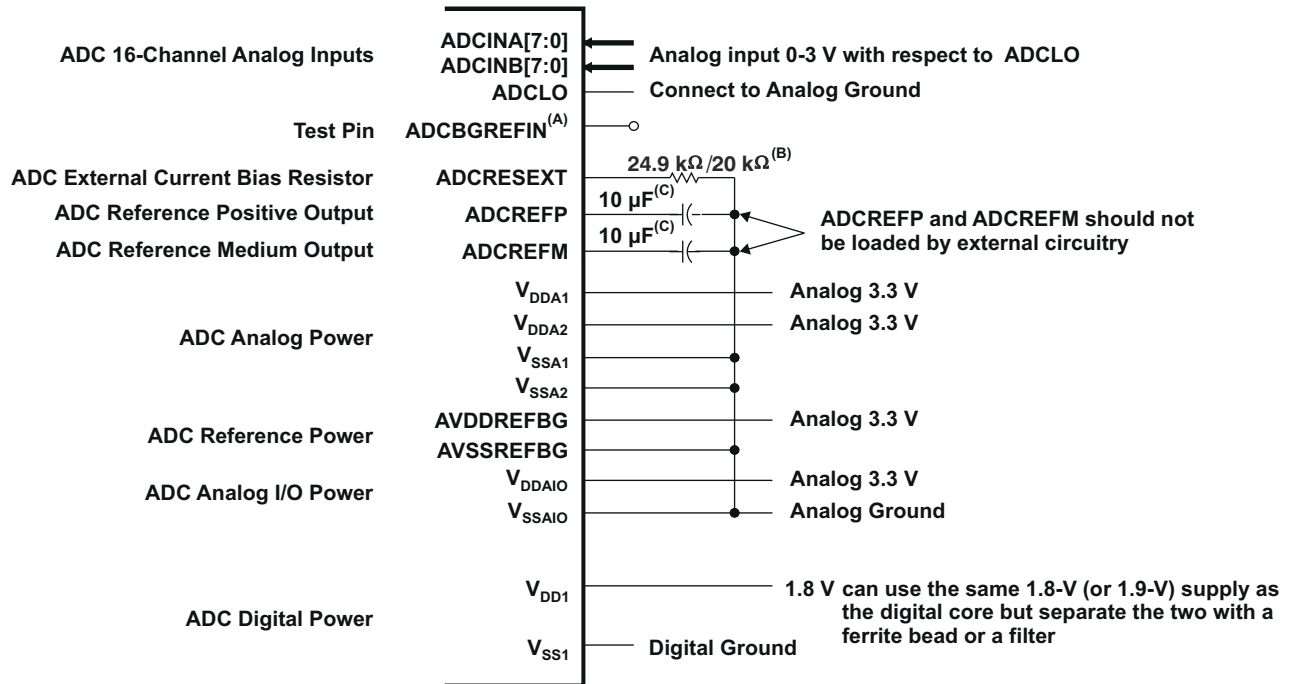 ADC 16-Channel Analog Inputs ADCINA[7:0] Analog input 0-3 V with respect to ADCLO
ADCINB[7:0]
ADCLO Connect to Analog Ground
Test Pin ADCBGREFIN(A)
24.9 kΩ/20 kΩ(B)
ADC External Current Bias Resistor ADCRESEXT
10 µF(C)
ADC Reference Positive Output ADCREFP
10 µF(C)
ADC Reference Medium Output ADCREFM
ADCREFP and ADCREFM should not
be loaded by external circuitry
VDDA1 Analog 3.3 V
VDDA2 Analog 3.3 V
ADC Analog Power
VSSA1
VSSA2
AVDDREFBG Analog 3.3 V
ADC Reference Power
AVSSREFBG
VDDAIO Analog 3.3 V
ADC Analog I/O Power
VSSAIO Analog Ground
VDD1 1.8 V can use the same 1.8-V (or 1.9-V) supply as
the digital core but separate the two with a
ferrite bead or a filter
ADC Digital Power
VSS1 Digital Ground